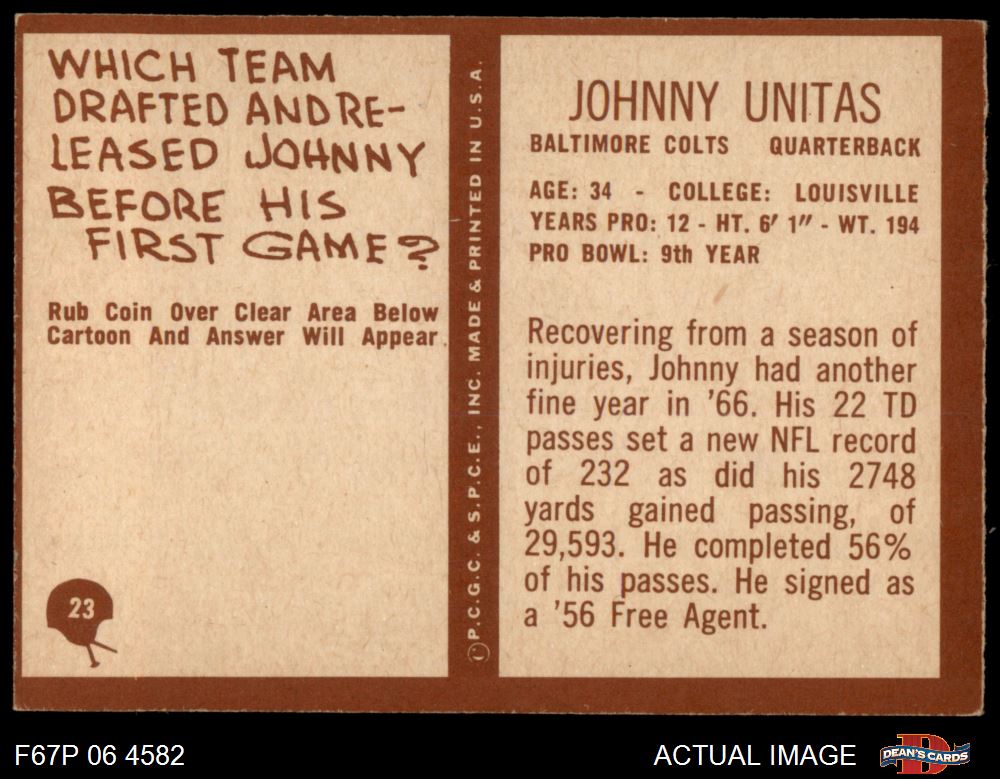 WHICH TEAM
DRAFTED AND RE-
LEASED JOHNNY
BEFORE HIS
FIRST GAME?
Rub Coin Over Clear Area Below
Cartoon And Answer Will Appear.
23
©P.C.G.C. & S.P.C.E., INC. MADE & PRINTED IN U.S.A.
JOHNNY UNITAS
BALTIMORE COLTS QUARTERBACK
AGE: 34 - COLLEGE: LOUISVILLE
YEARS PRO: 12 - HT. 6' 1" - WT. 194
PRO BOWL: 9th YEAR
Recovering from a season of
injuries, Johnny had another
fine year in '66. His 22 TD
passes set a new NFL record
of 232 as did his 2748
yards gained passing, of
29,593. He completed 56%
of his passes. He signed as
a '56 Free Agent.
F67P 06 4582
ACTUAL IMAGE
D
DEAN'S CARDS